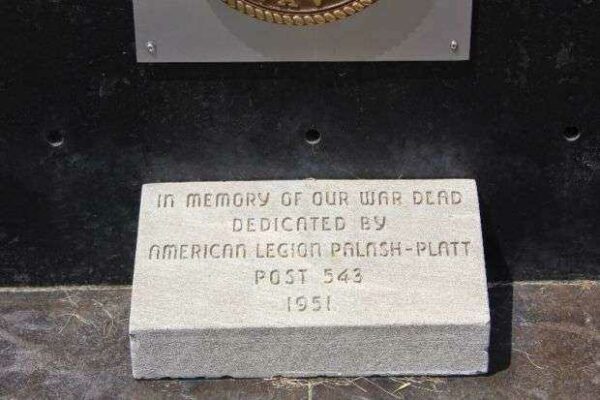 IN MEMORY OF OUR WAR DEAD
DEDICATED BY
AMERICAN LEGION PALASH-PLATT
POST 543
1951